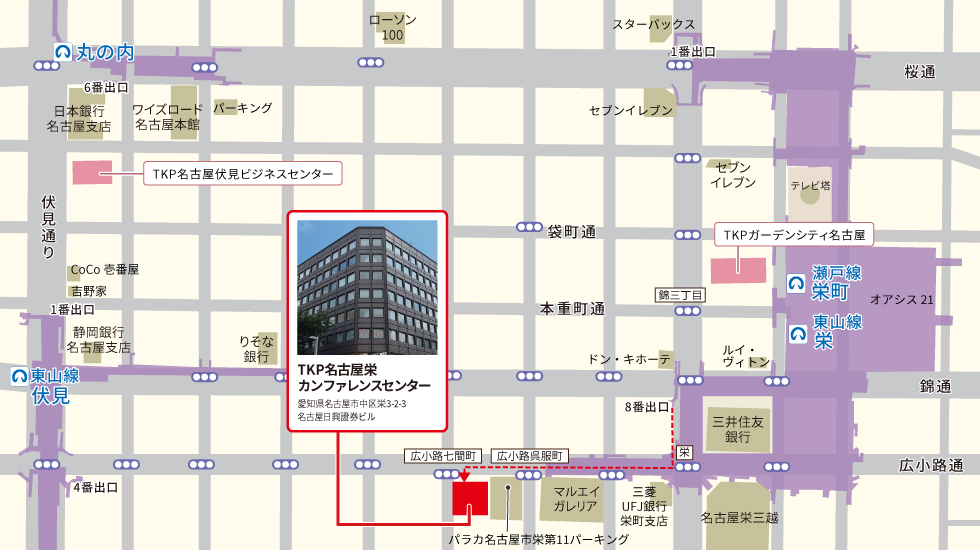 ローソン
100
スターバックス
丸の内
1番出口
桜通
6番出口
日本銀行
名古屋支店
ワイズロード
名古屋本館
パーキング
セブンイレブン
TKP名古屋伏見ビジネスセンター
セブン
イレブン
テレビ塔
伏見通り
袋町通
TKPガーデンシティ名古屋
CoCo 壱番屋
吉野家
瀬戸線
栄町
オアシス 21
錦三丁目
1番出口
本重町通
東山線
栄
静岡銀行
名古屋支店
りそな
銀行
ドン・キホーテ
ルイ・
ヴィトン
TKP名古屋栄
カンファレンスセンター
愛知県名古屋市中区栄3-2-3
名古屋日興證券ビル
東山線
伏見
錦通
8番出口
三井住友
銀行
広小路七間町
広小路呉服町
栄
広小路通
4番出口
マルエイ
ガレリア
三菱
UFJ銀行
栄町支店
名古屋栄三越
パラカ名古屋市栄第11パーキング